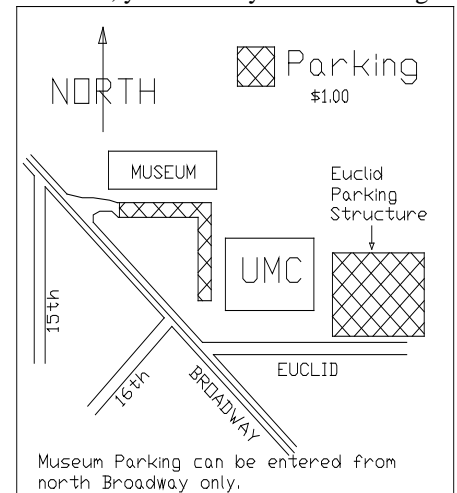 Parking
NORTH
$1.00
MUSEUM
Euclid
Parking
Structure
UMC
15th
EUCLID
16th
BROADWAY
Museum Parking can be entered from
north Broadway only.